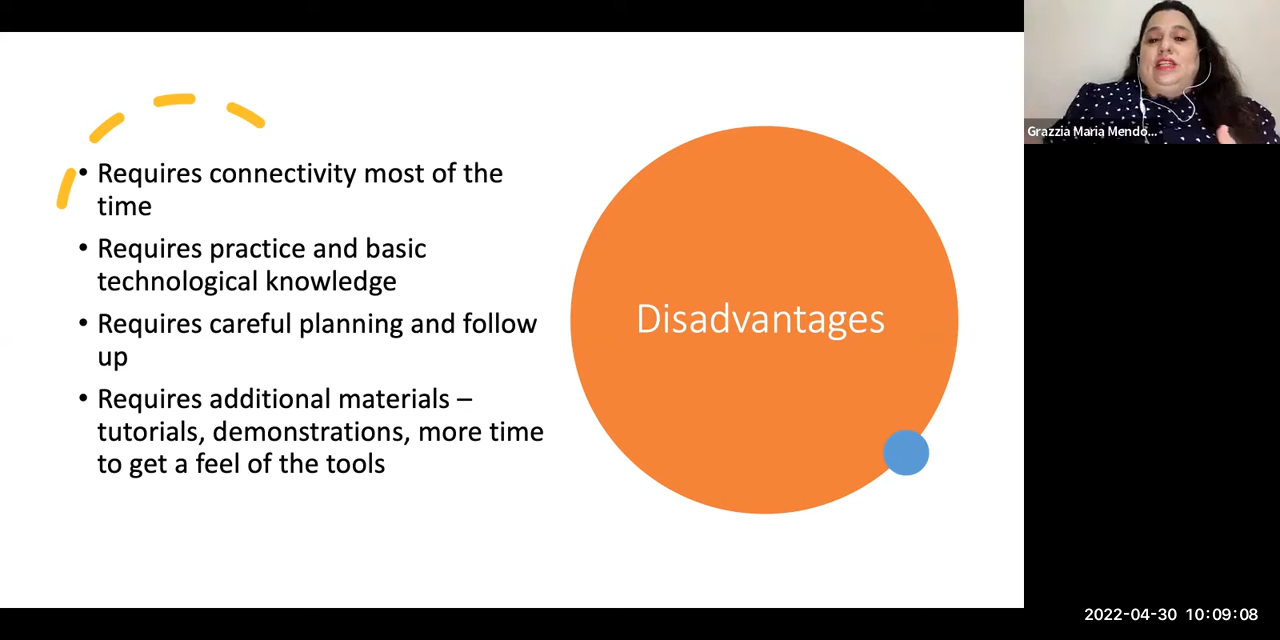 • Requires connectivity most of the
time
• Requires practice and basic
technological knowledge
• Requires careful planning and follow
up
• Requires additional materials –
tutorials, demonstrations, more time
to get a feel of the tools
Disadvantages
Grazzia Maria Mendo...
2022-04-30 10:09:08